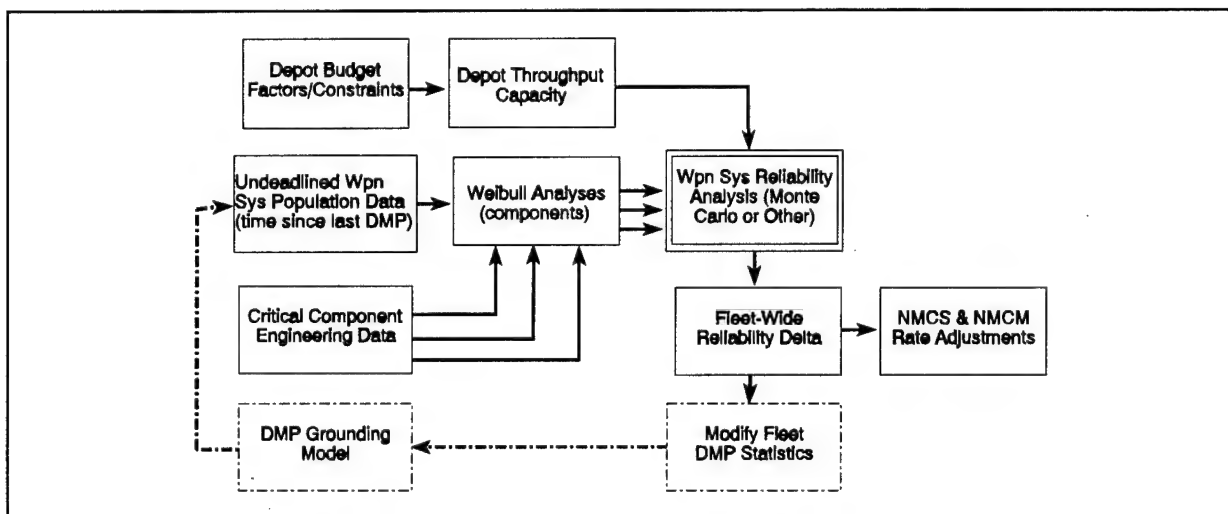 Depot Budget
Factors/Constraints
Depot Throughput
Capacity
Undeadlined Wpn
Sys Population Data
(time since last DMP)
Weibull Analyses
(components)
Wpn Sys Reliability
Analysis (Monte
Carlo or Other)
Critical Component
Engineering Data
Fleet-Wide
Reliability Delta
NMCS & NMCM
Rate Adjustments
DMP Grounding
Model
Modify Fleet
DMP Statistics